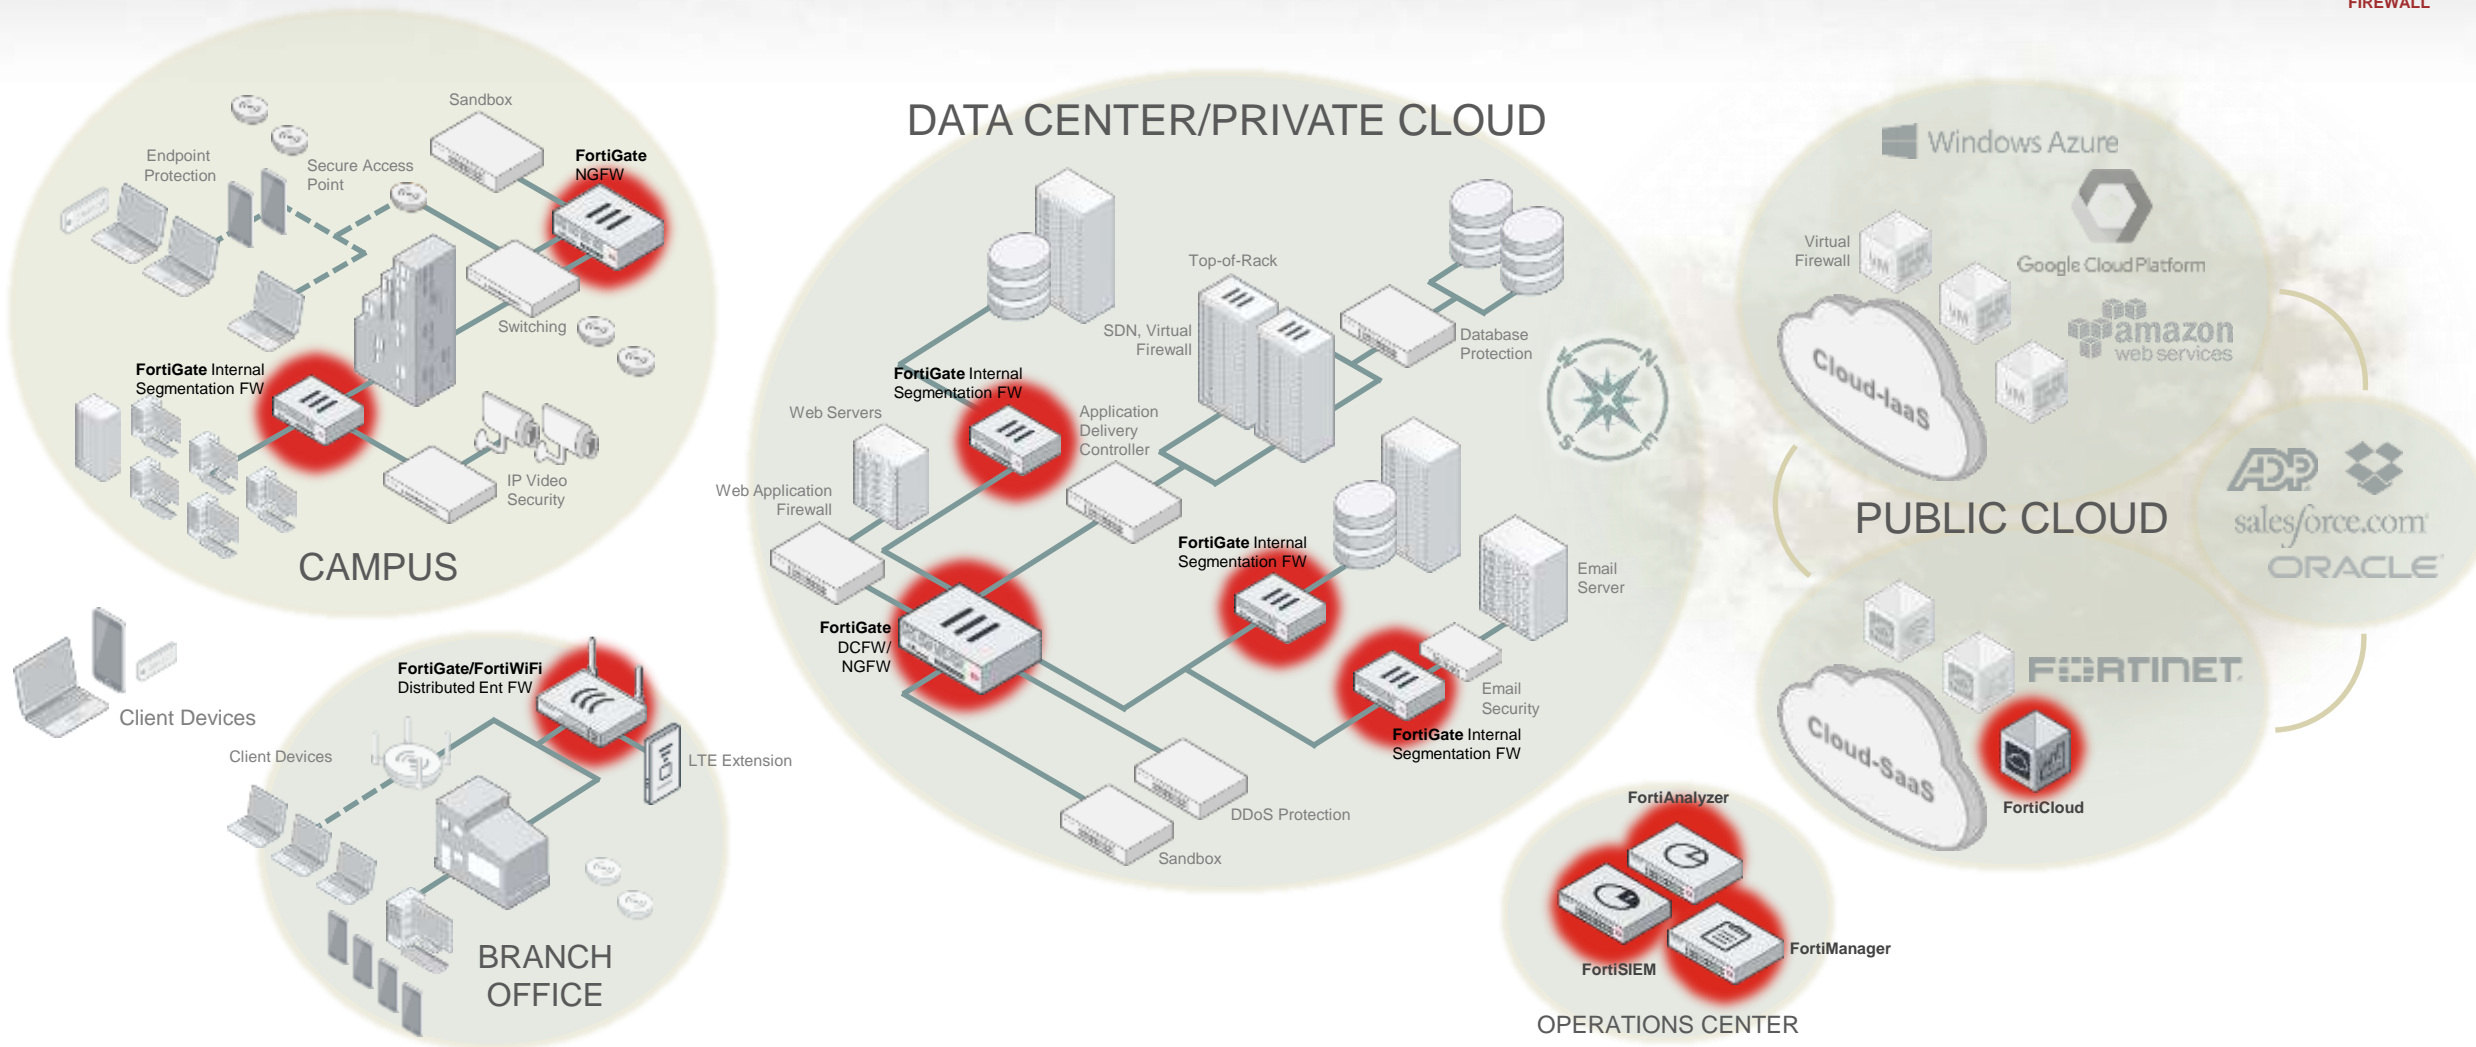 FIREWALL
Sandbox
Endpoint
Protection
Secure Access
Point
FortiGate
NGFW
Switching
FortiGate Internal
Segmentation FW
IP Video
Security
CAMPUS
Client Devices
FortiGate/FortiWiFi
Distributed Ent FW
Client Devices
LTE Extension
BRANCH
OFFICE
DATA CENTER/PRIVATE CLOUD
Top-of-Rack
SDN, Virtual
Firewall
Database
Protection
FortiGate Internal
Segmentation FW
Web Servers
Application
Delivery
Controller
Web Application
Firewall
FortiGate Internal
Segmentation FW
Email
Server
FortiGate
DCFW/
NGFW
Email
Security
FortiGate Internal
Segmentation FW
DDoS Protection
Sandbox
W
N
S
E
Windows Azure
Virtual
Firewall
VM
Google Cloud Platform
VM
amazon
web services
VM
Cloud-IaaS
PUBLIC CLOUD
ADP
salesforce.com
ORACLE
FORTINET
Cloud-SaaS
FortiCloud
FortiAnalyzer
FortiManager
FortiSIEM
OPERATIONS CENTER